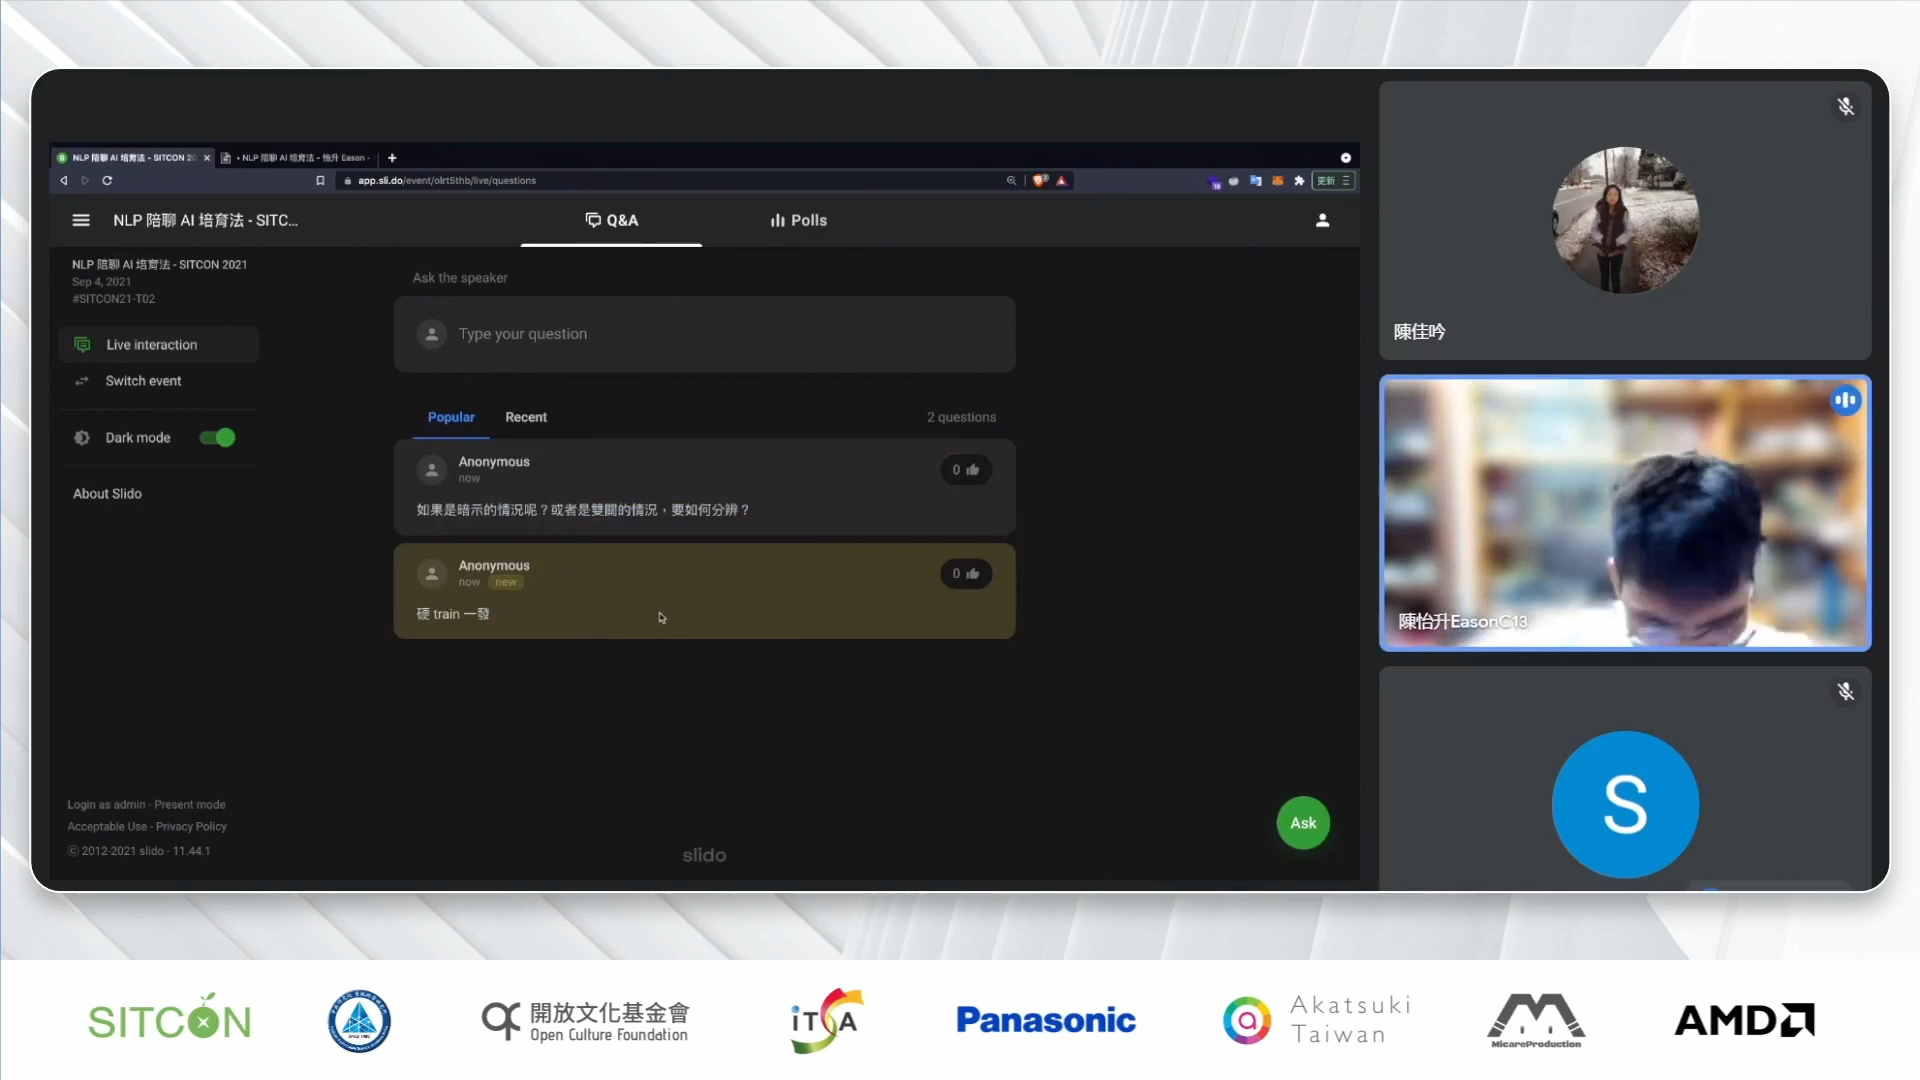 NLP 陪聊 AI 培育法 - SITCON 20
• NLP 陪聊 AI 培育法 - 怡升 Eason -
app.sli.do/event/olrt5thb/live/questions
更新
NLP 陪聊 AI 培育法 - SITC...
Q&A
Polls
NLP 陪聊 AI 培育法 - SITCON 2021
Sep 4, 2021
#SITCON21-T02
Live interaction
Switch event
Dark mode
About Slido
Login as admin - Present mode
Acceptable Use - Privacy Policy
© 2012-2021 slido - 11.44.1
Ask the speaker
Type your question
Popular
Recent
2 questions
Anonymous
now
0
如果是暗示的情況呢？或者是雙關的情況，要如何分辨？
Anonymous
now new
0
硬 train 一發
Ask
slido
陳佳吟
陳怡升EasonC13
S
SITCON
開放文化基金會
Open Culture Foundation
iTSA
Panasonic
Akatsuki
Taiwan
MicareProduction
AMD